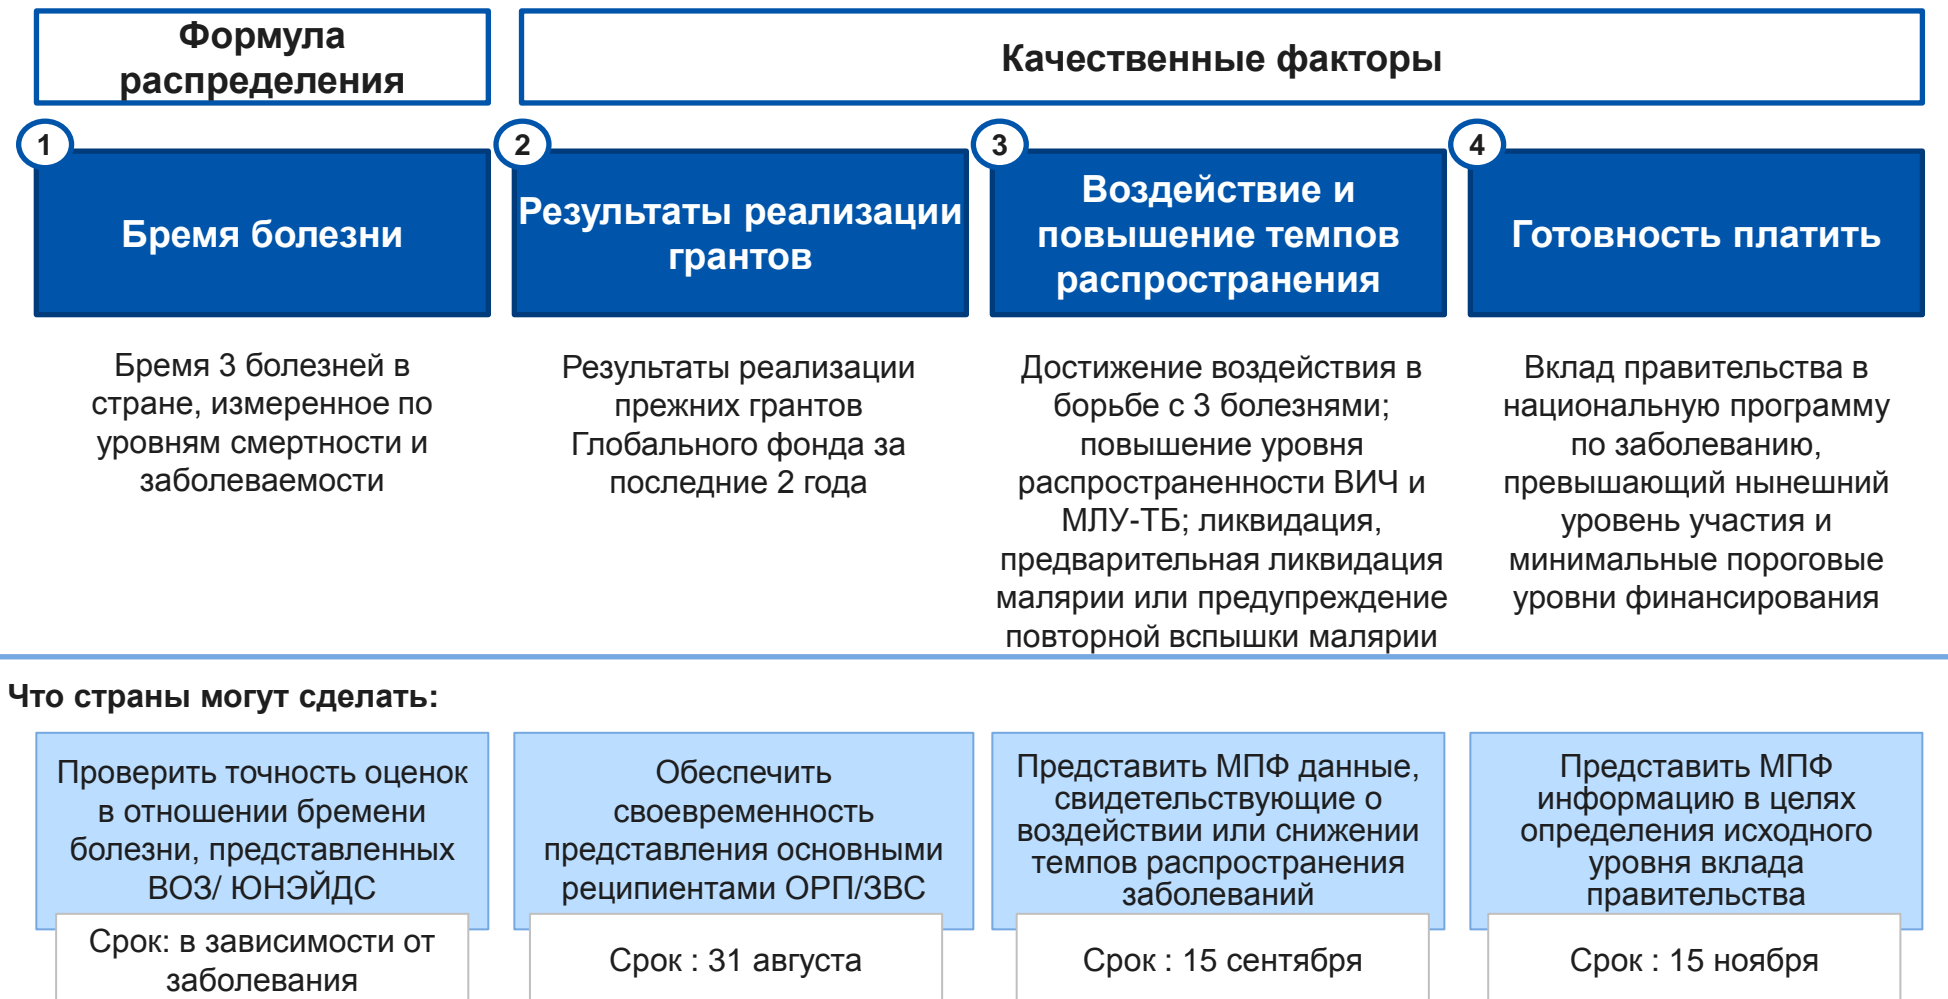 Формула
распределения
Качественные факторы
1
Бремя болезни
2
Результаты реализации
грантов
3
Воздействие и
повышение темпов
распространения
4
Готовность платить
Бремя 3 болезней в
стране, измеренное по
уровням смертности и
заболеваемости
Результаты реализации
прежних грантов
Глобального фонда за
последние 2 года
Достижение воздействия в
борьбе с 3 болезнями;
повышение уровня
распространенности ВИЧ и
МЛУ-ТБ; ликвидация,
предварительная ликвидация
малярии или предупреждение
повторной вспышки малярии
Вклад правительства в
национальную программу
по заболеванию,
превышающий нынешний
уровень участия и
минимальные пороговые
уровни финансирования
Что страны могут сделать:
Проверить точность оценок
в отношении бремени
болезни, представленных
ВОЗ/ ЮНЭЙДС
Срок: в зависимости от
заболевания
Обеспечить
своевременность
представления основными
реципиентами ОРП/ЗВС
Срок : 31 августа
Представить МПФ данные,
свидетельствующие о
воздействии или снижении
темпов распространения
заболеваний
Срок : 15 сентября
Представить МПФ
информацию в целях
определения исходного
уровня вклада
правительства
Срок : 15 ноября